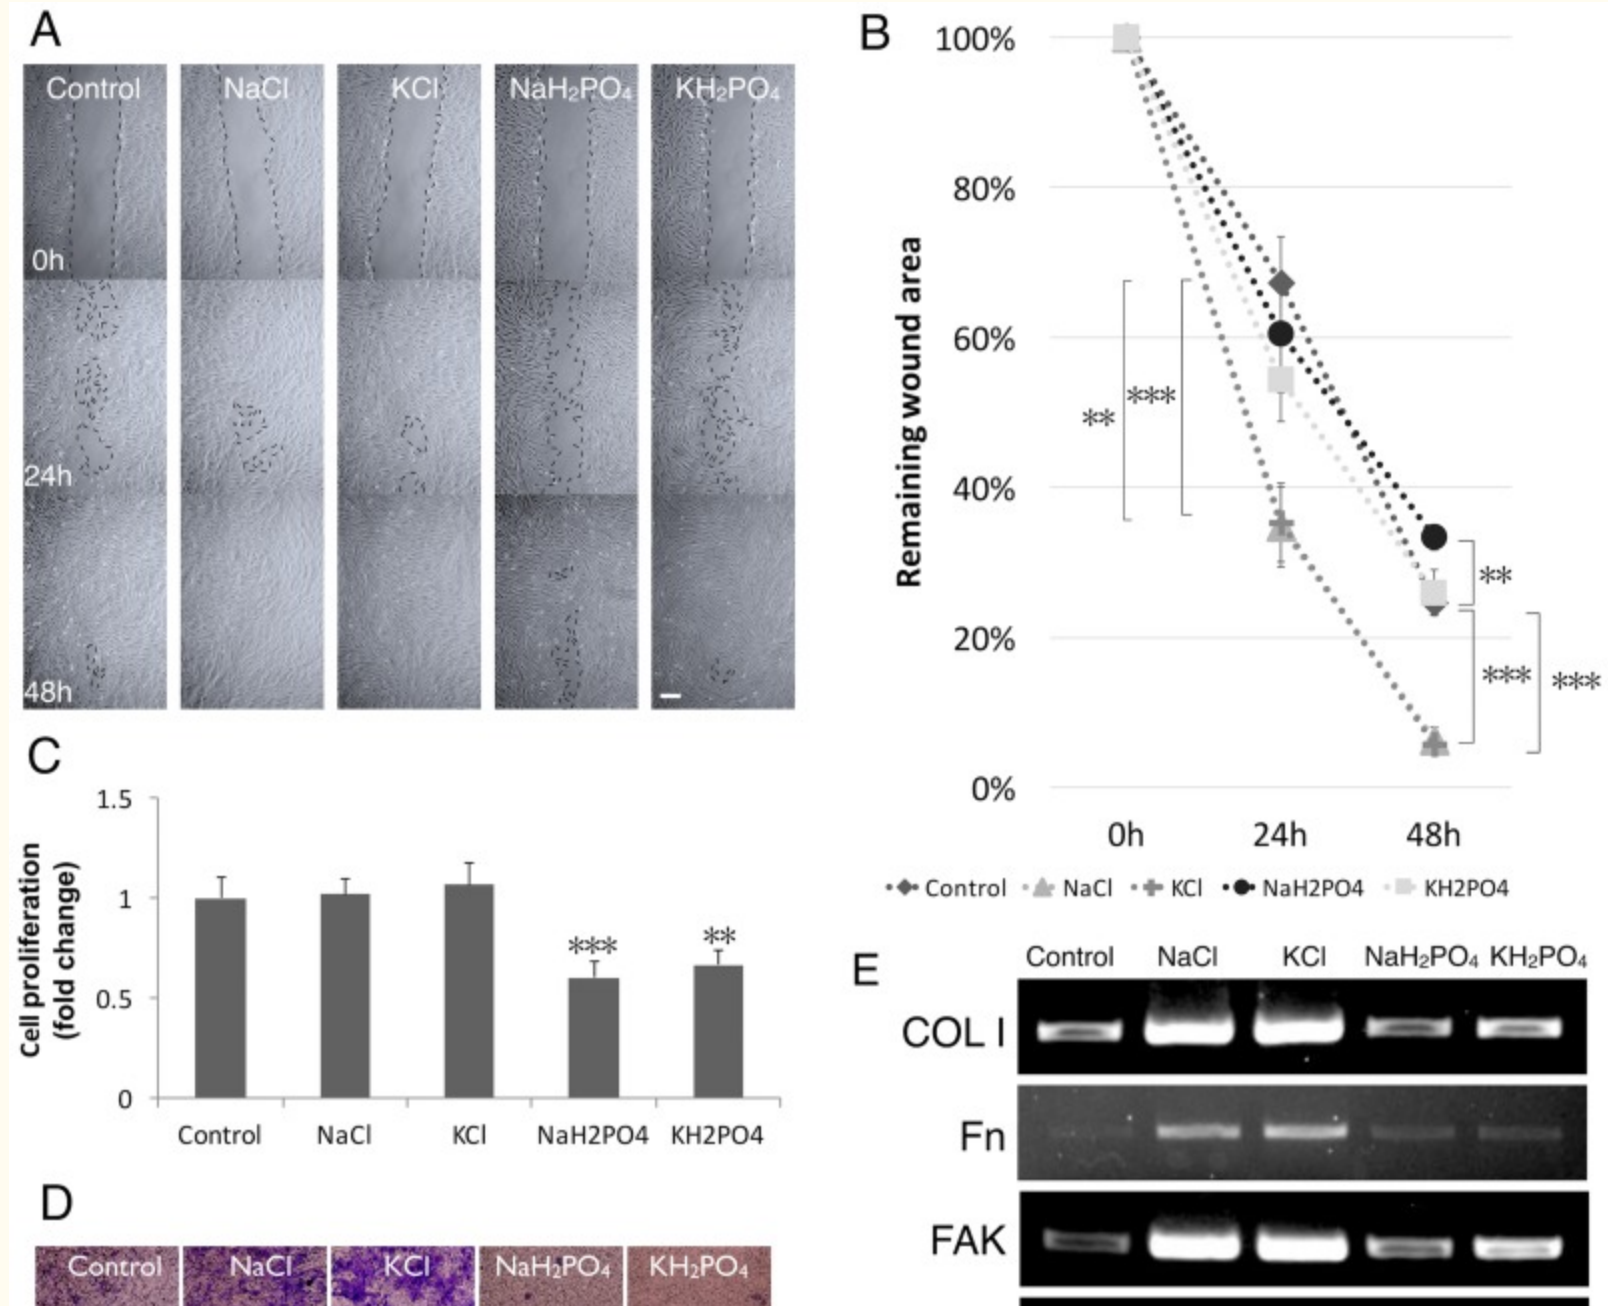 A
Control NaCl KCl NaH₂PO₄ KH₂PO₄
0h
24h
48h
B
100%
80%
60%
40%
20%
0%
Remaining wound area
** ***
**
*** ***
0h 24h 48h
Control NaCl KCl NaH2PO4 KH2PO4
C
Cell proliferation
(fold change)
1.5
1
0.5
0
*** **
Control NaCl KCl NaH2PO4 KH2PO4
D
Control NaCl KCl NaH₂PO₄ KH₂PO₄
E
Control NaCl KCl NaH₂PO₄ KH₂PO₄
COL I
Fn
FAK